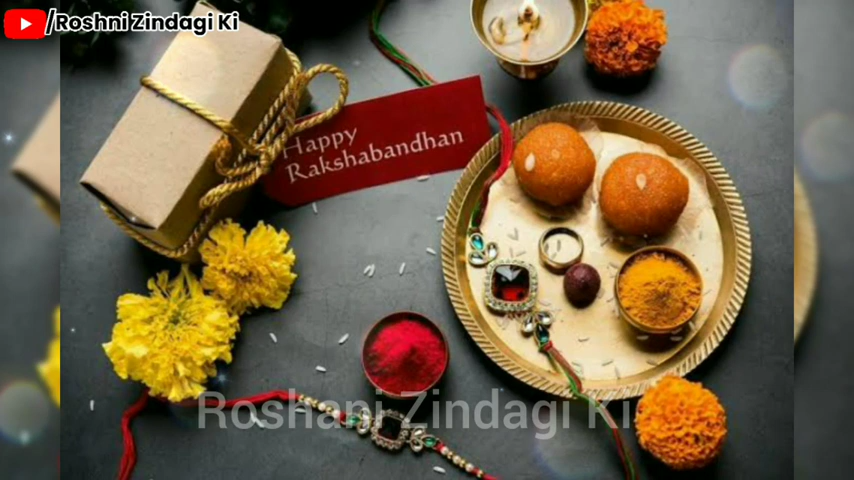 /Roshni Zindagi Ki
Happy
Rakshabandhan
Roshani Zindagi Ki